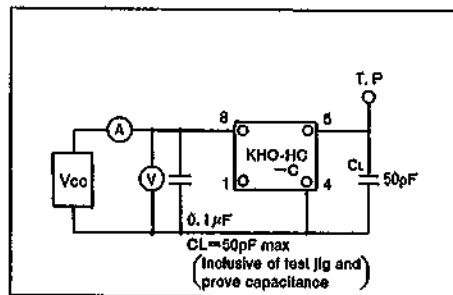 T. P
A
8
5
KHO-HC
-C
Vcc
V
1
4
CL
50pF
0.1μF
CL=50pF max
(Inclusive of test jig and
prove capacitance)